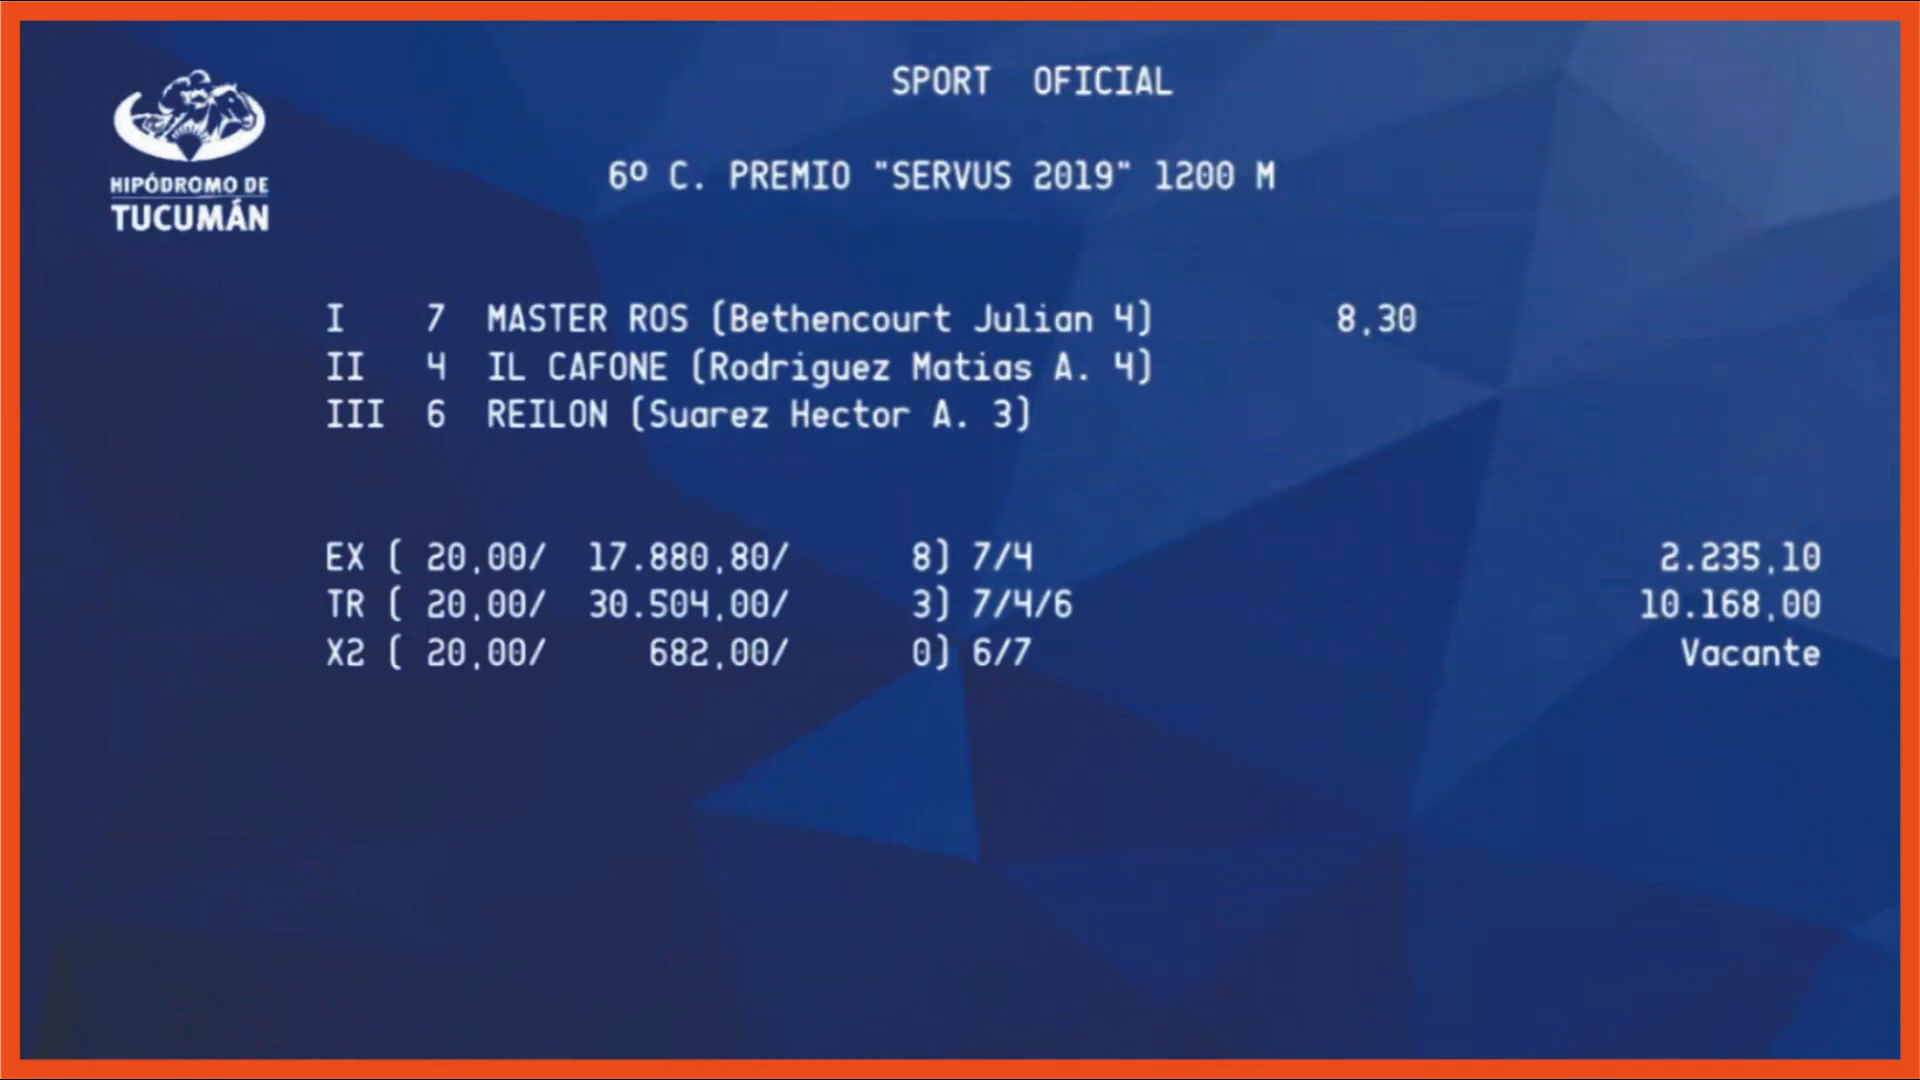 SPORT OFICIAL
HIPÓDROMO DE
TUCUMÁN
6º C. PREMIO "SERVUS 2019" 1200 M
I 7 MASTER ROS (Bethencourt Julian 4) 8,30
II 4 IL CAFONE (Rodriguez Matias A. 4)
III 6 REILON (Suarez Hector A. 3)
EX ( 20,00/ 17.880,80/ 8) 7/4 2.235,10
TR ( 20,00/ 30.504,00/ 3) 7/4/6 10.168,00
X2 ( 20,00/ 682,00/ 0) 6/7 Vacante